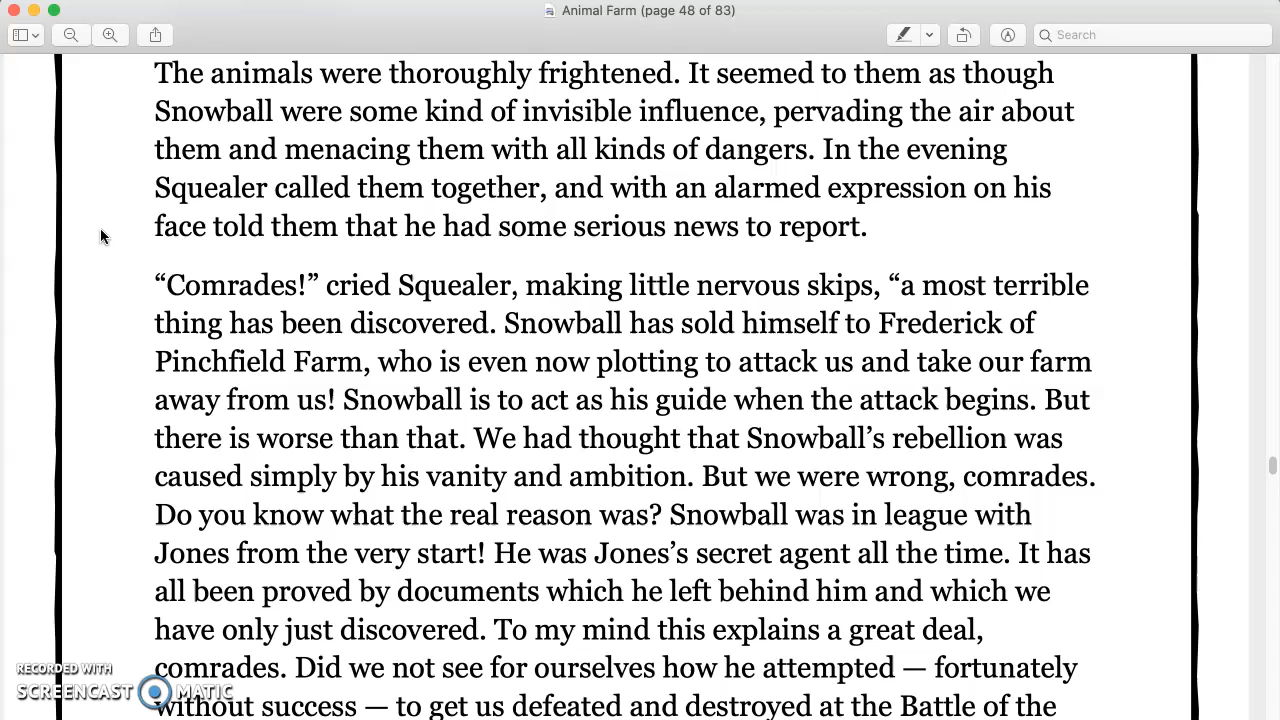 Animal Farm (page 48 of 83)
Search
The animals were thoroughly frightened. It seemed to them as though
Snowball were some kind of invisible influence, pervading the air about
them and menacing them with all kinds of dangers. In the evening
Squealer called them together, and with an alarmed expression on his
face told them that he had some serious news to report.
“Comrades!” cried Squealer, making little nervous skips, “a most terrible
thing has been discovered. Snowball has sold himself to Frederick of
Pinchfield Farm, who is even now plotting to attack us and take our farm
away from us! Snowball is to act as his guide when the attack begins. But
there is worse than that. We had thought that Snowball’s rebellion was
caused simply by his vanity and ambition. But we were wrong, comrades.
Do you know what the real reason was? Snowball was in league with
Jones from the very start! He was Jones’s secret agent all the time. It has
all been proved by documents which he left behind him and which we
have only just discovered. To my mind this explains a great deal,
comrades. Did we not see for ourselves how he attempted — fortunately
without success — to get us defeated and destroyed at the Battle of the
RECORDED WITH
SCREENCAST MATIC